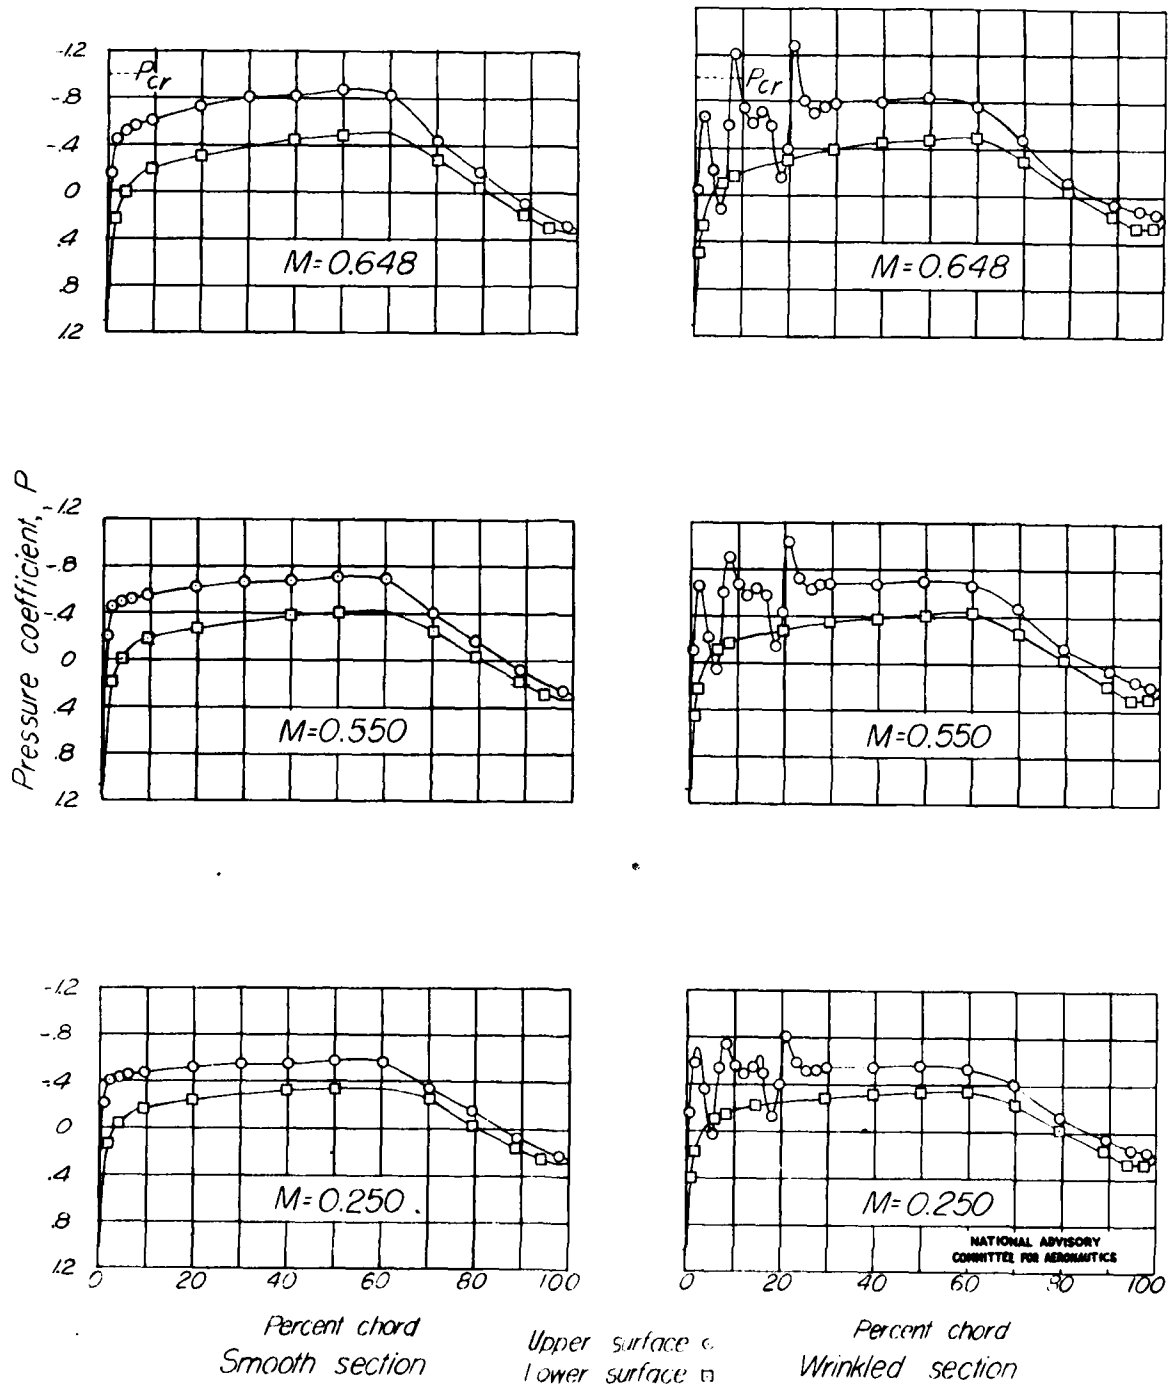 -1.2
-.8
-.4
0
.4
.8
1.2
Pcr
M=0.648
Pcr
M=0.648
Pressure coefficient, P
-1.2
-.8
-.4
0
.4
.8
1.2
M=0.550
M=0.550
-1.2
-.8
-.4
0
.4
.8
1.2
M=0.250
M=0.250
NATIONAL ADVISORY
COMMITTEE FOR AERONAUTICS
0 20 40 60 80 100
0 20 40 60 80 100
Percent chord
Smooth section
Upper surface
Lower surface
Percent chord
Wrinkled section